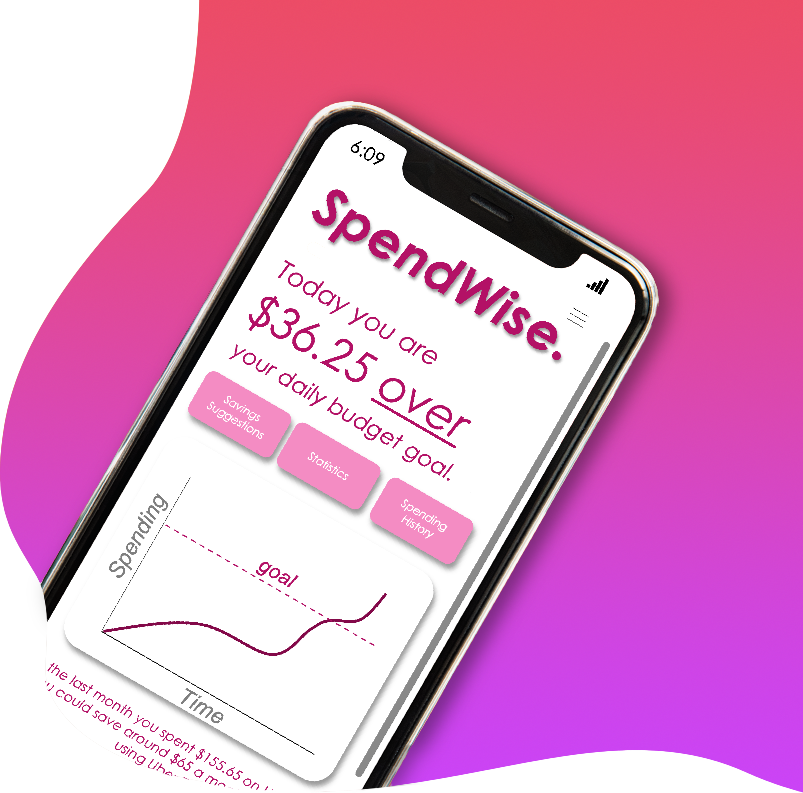 6:09
SpendWise.
Today you are
$36.25 over
your daily budget goal.
Savings
Suggestions
Statistics
Spending
History
Spending
goal
Time
the last month you spent $155.65 on
could save around $65 a
using